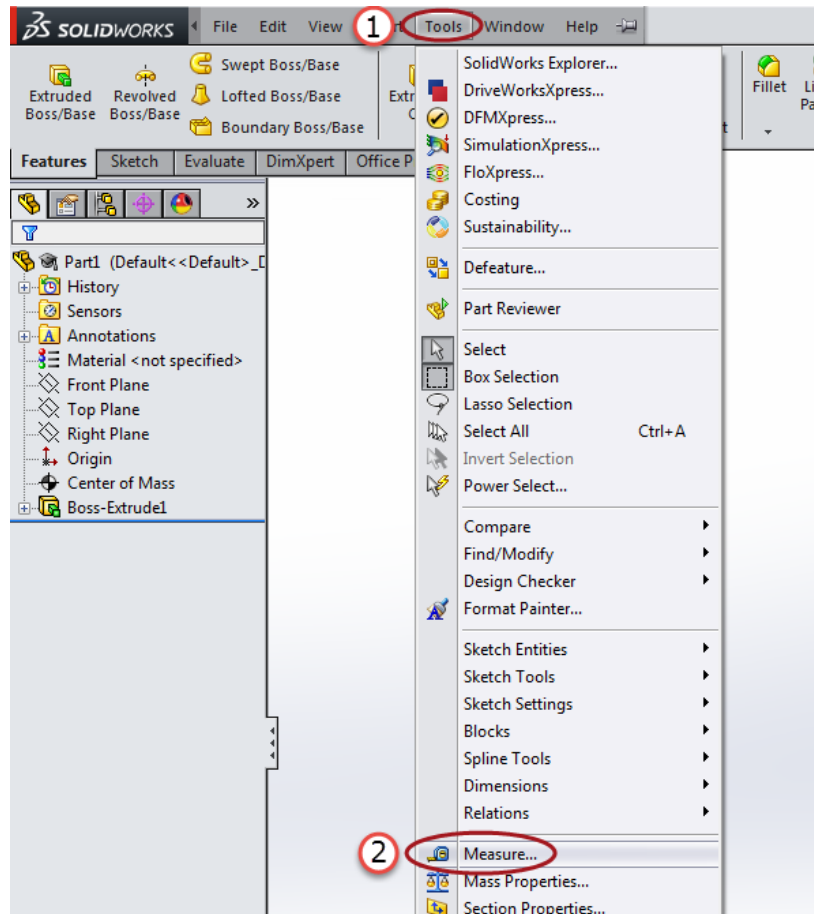 SOLIDWORKS File Edit View 1 Tools Window Help
Extruded Boss/Base
Revolved Boss/Base
Swept Boss/Base
Lofted Boss/Base
Boundary Boss/Base
Fillet
Features Sketch Evaluate DimXpert Office P
Part1 (Default<<Default>_D
History
Sensors
Annotations
Material <not specified>
Front Plane
Top Plane
Right Plane
Origin
Center of Mass
Boss-Extrude1
SolidWorks Explorer...
DriveWorksXpress...
DFMXpress...
SimulationXpress...
FloXpress...
Costing
Sustainability...
Defeature...
Part Reviewer
Select
Box Selection
Lasso Selection
Select All Ctrl+A
Invert Selection
Power Select...
Compare
Find/Modify
Design Checker
Format Painter...
Sketch Entities
Sketch Tools
Sketch Settings
Blocks
Spline Tools
Dimensions
Relations
2 Measure...
Mass Properties...
Section Properties...